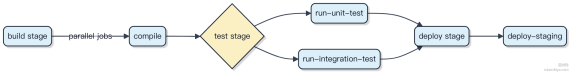 build stage
parallel jobs
compile
test stage
run-unit-test
run-integration-test
deploy stage
deploy-staging